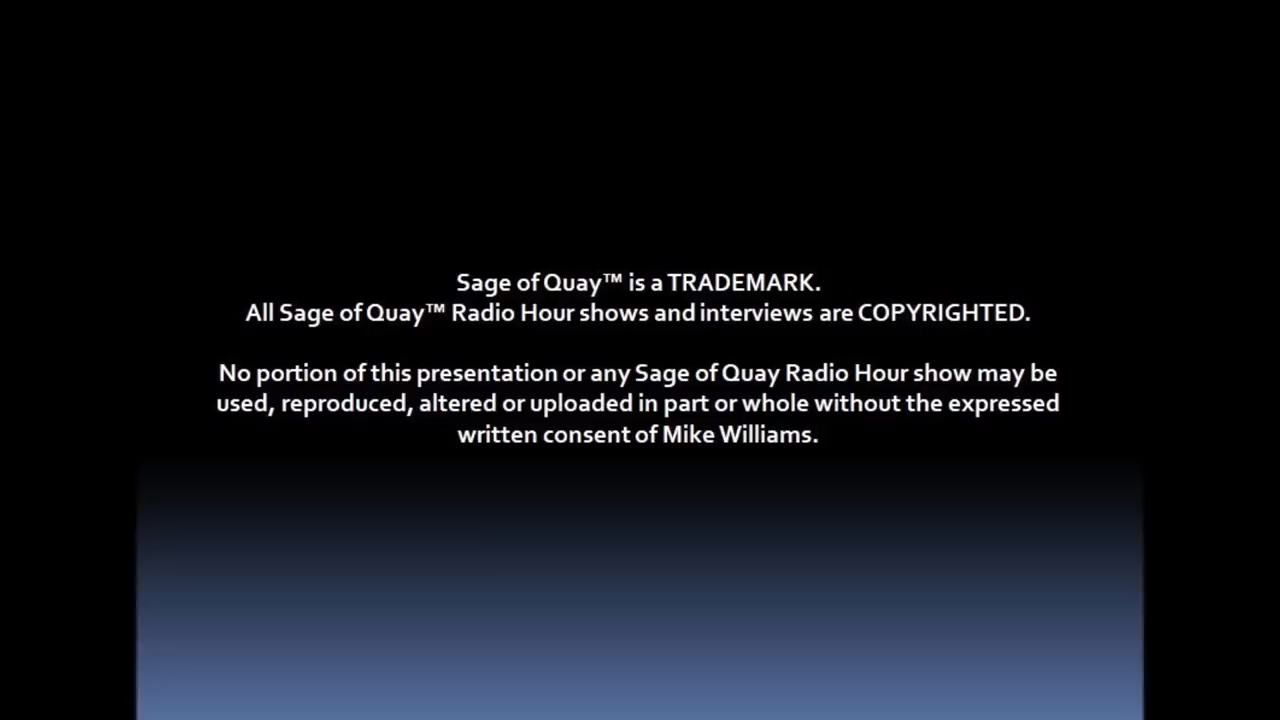 Sage of Quay™ is a TRADEMARK.
All Sage of Quay™ Radio Hour shows and interviews are COPYRIGHTED.
No portion of this presentation or any Sage of Quay Radio Hour show may be
used, reproduced, altered or uploaded in part or whole without the expressed
written consent of Mike Williams.